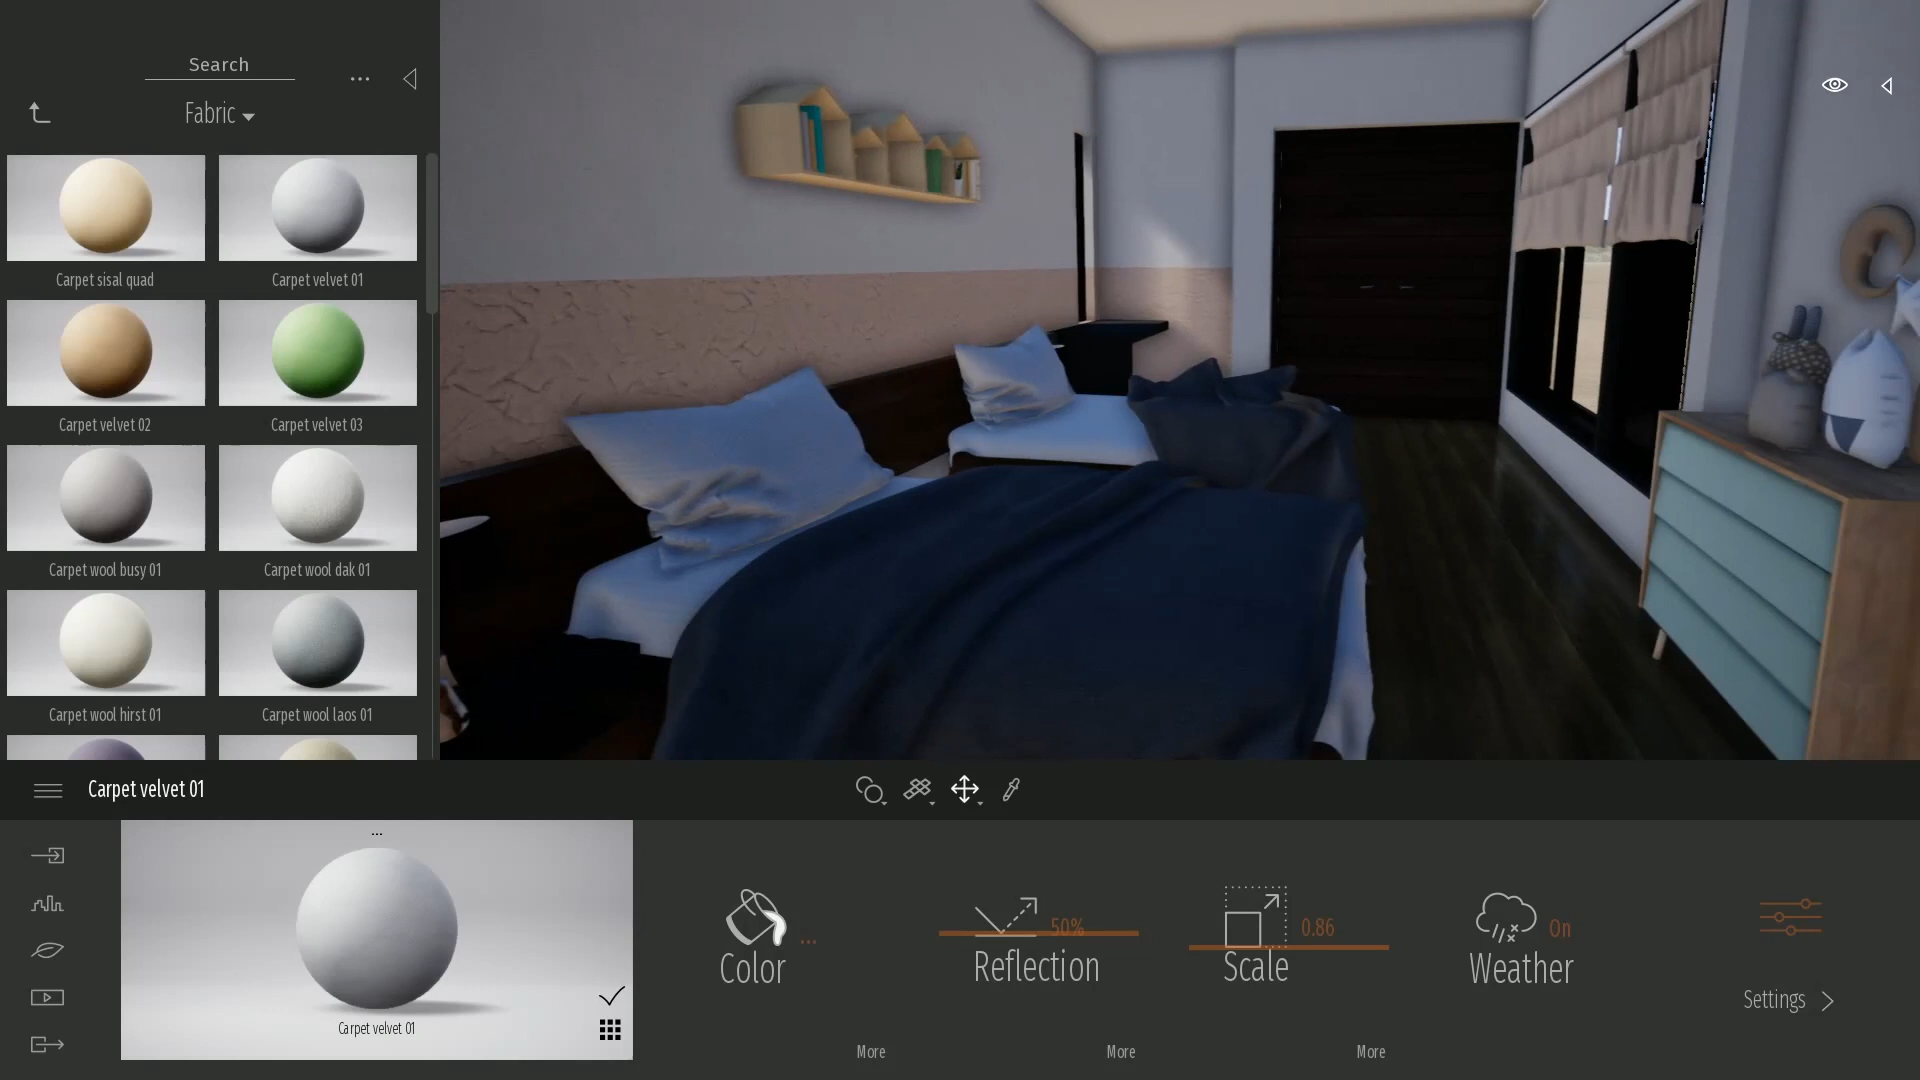 Search
...
Fabric
Carpet sisal quad
Carpet velvet 01
Carpet velvet 02
Carpet velvet 03
Carpet wool busy 01
Carpet wool dak 01
Carpet wool hirst 01
Carpet wool laos 01
Carpet velvet 01
...
Carpet velvet 01
Color
...
More
50%
Reflection
More
0.86
Scale
More
On
Weather
Settings